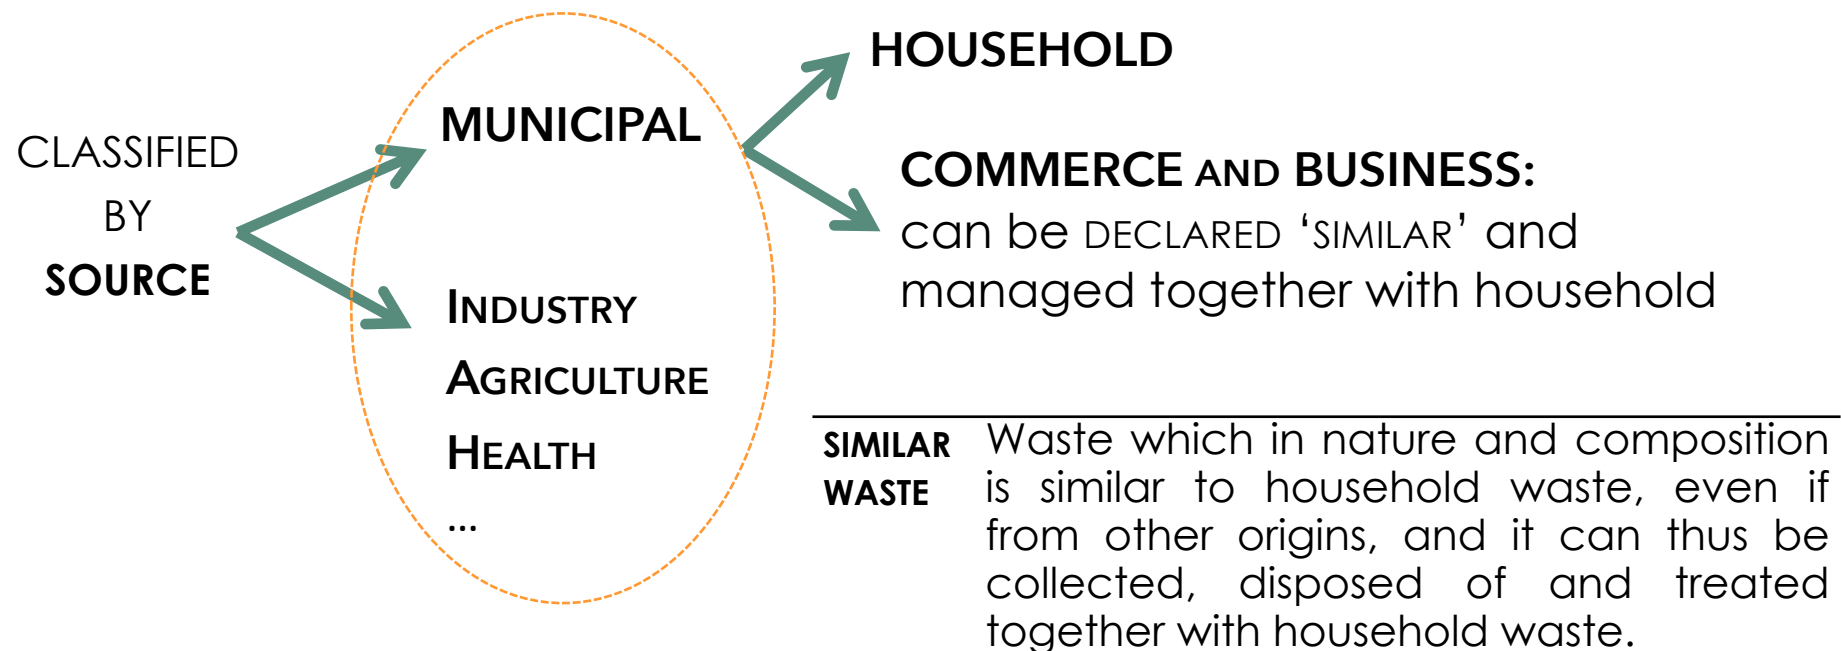 CLASSIFIED
BY
SOURCE
MUNICIPAL
INDUSTRY
AGRICULTURE
HEALTH
...
HOUSEHOLD
COMMERCE AND BUSINESS:
can be DECLARED ‘SIMILAR’ and
managed together with household
SIMILAR
WASTE
Waste which in nature and composition
is similar to household waste, even if
from other origins, and it can thus be
collected, disposed of and treated
together with household waste.